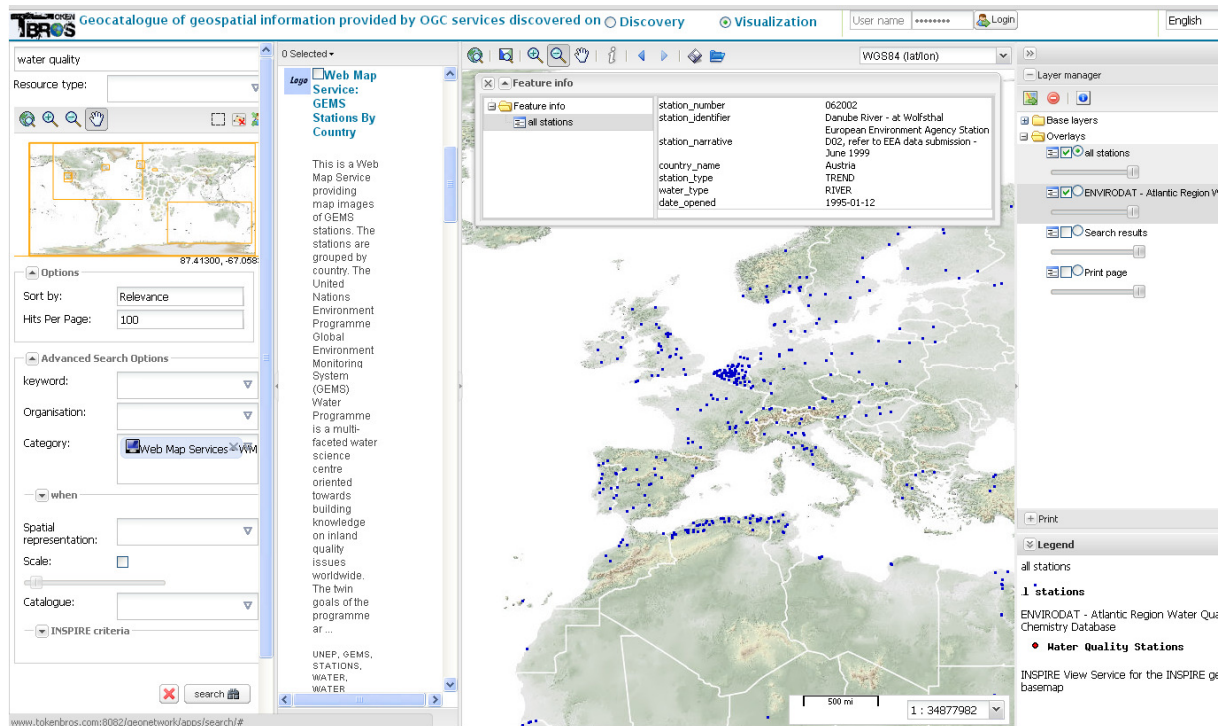 TOKEN
BROS
Geocatalogue of geospatial information provided by OGC services discovered on
Discovery
Visualization
User name
Login
English
water quality
Resource type:
87.41300, -67.058
Options
Sort by:
Relevance
Hits Per Page:
100
Advanced Search Options
keyword:
Organisation:
Category:
Web Map Services
when
Spatial
representation:
Scale:
Catalogue:
INSPIRE criteria
search
www.tokenbros.com:8082/geonetwork/apps/search/#
0 Selected
Logo
Web Map
Service:
GEMS
Stations By
Country
This is a Web
Map Service
providing
map images
of GEMS
stations. The
stations are
grouped by
country. The
United
Nations
Environment
Programme
Global
Environment
Monitoring
System
(GEMS)
Water
Programme
is a multi-
faceted water
science
centre
oriented
towards
building
knowledge
on inland
quality
issues
worldwide.
The twin
goals of the
programme
ar ...
UNEP, GEMS,
STATIONS,
WATER,
WATER
WGS84 (lat/lon)
Feature info
Feature info
all stations
station_number
062002
station_identifier
Danube River - at Wolfsthal
station_narrative
European Environment Agency Station
D02, refer to EEA data submission -
June 1999
country_name
Austria
station_type
TREND
water_type
RIVER
date_opened
1995-01-12
500 mi
1 : 34877982
Layer manager
Base layers
Overlays
all stations
ENVIRODAT - Atlantic Region W
Search results
Print page
Print
Legend
all stations
l stations
ENVIRODAT - Atlantic Region Water Qua
Chemistry Database
Water Quality Stations
INSPIRE View Service for the INSPIRE ge
basemap